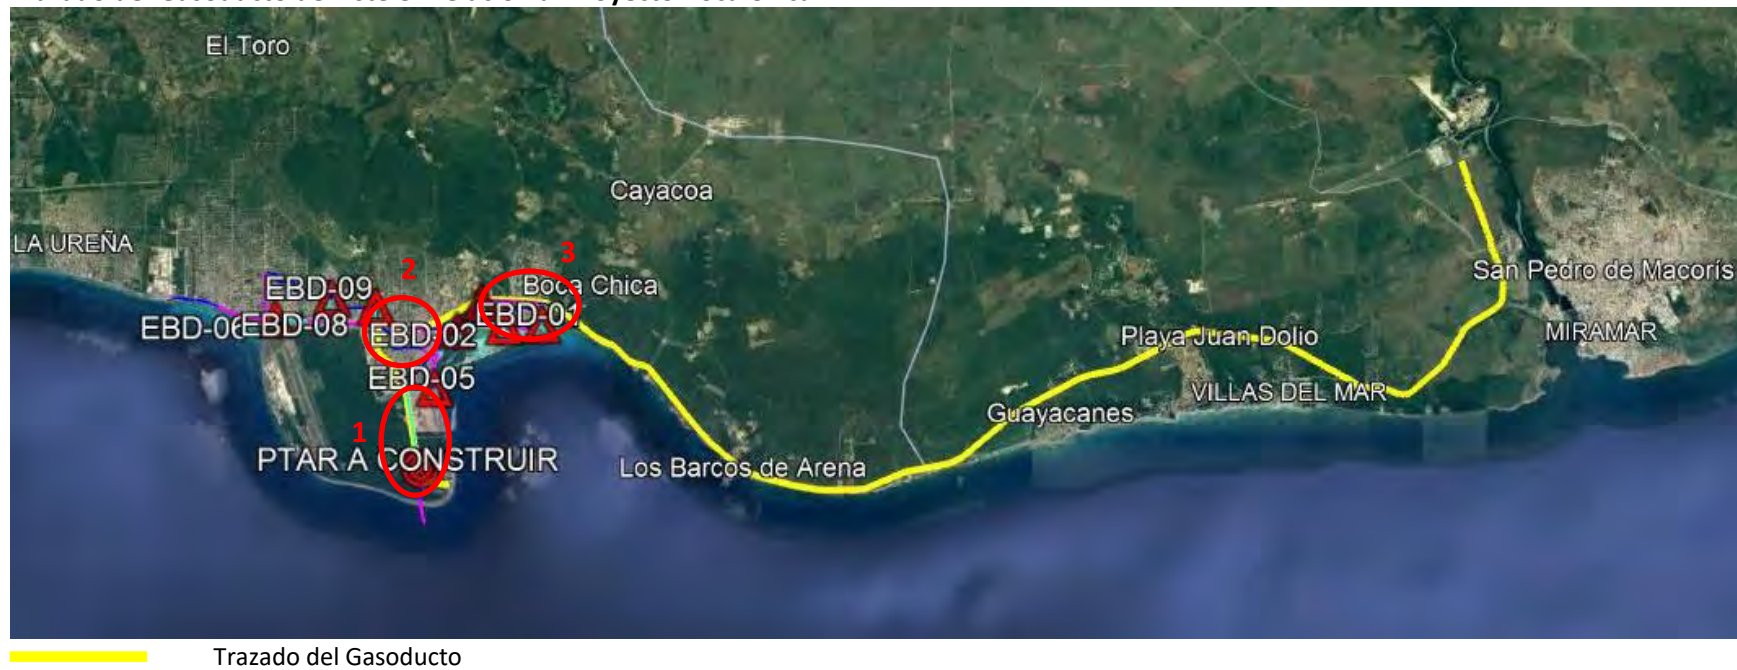 El Toro
Cayacoa
LA UREÑA
3
2
San Pedro de Macorís
EBD-09
Boca Chica
EBD-06
EBD-08
EBD-02
EBD-01
Playa Juan Dolio
MIRAMAR
EBD-05
VILLAS DEL MAR
Guayacanes
1
PTAR A CONSTRUIR
Los Barcos de Arena
Trazado del Gasoducto